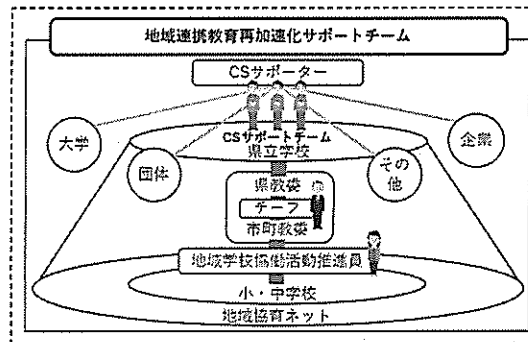 地域連携教育再加速化サポートチーム
CSサポーター
大学
企業
CSサポートチーム
県立学校
団体
その他
県教委
チーフ
市町教委
地域学校協働活動推進員
小・中学校
地域協育ネット